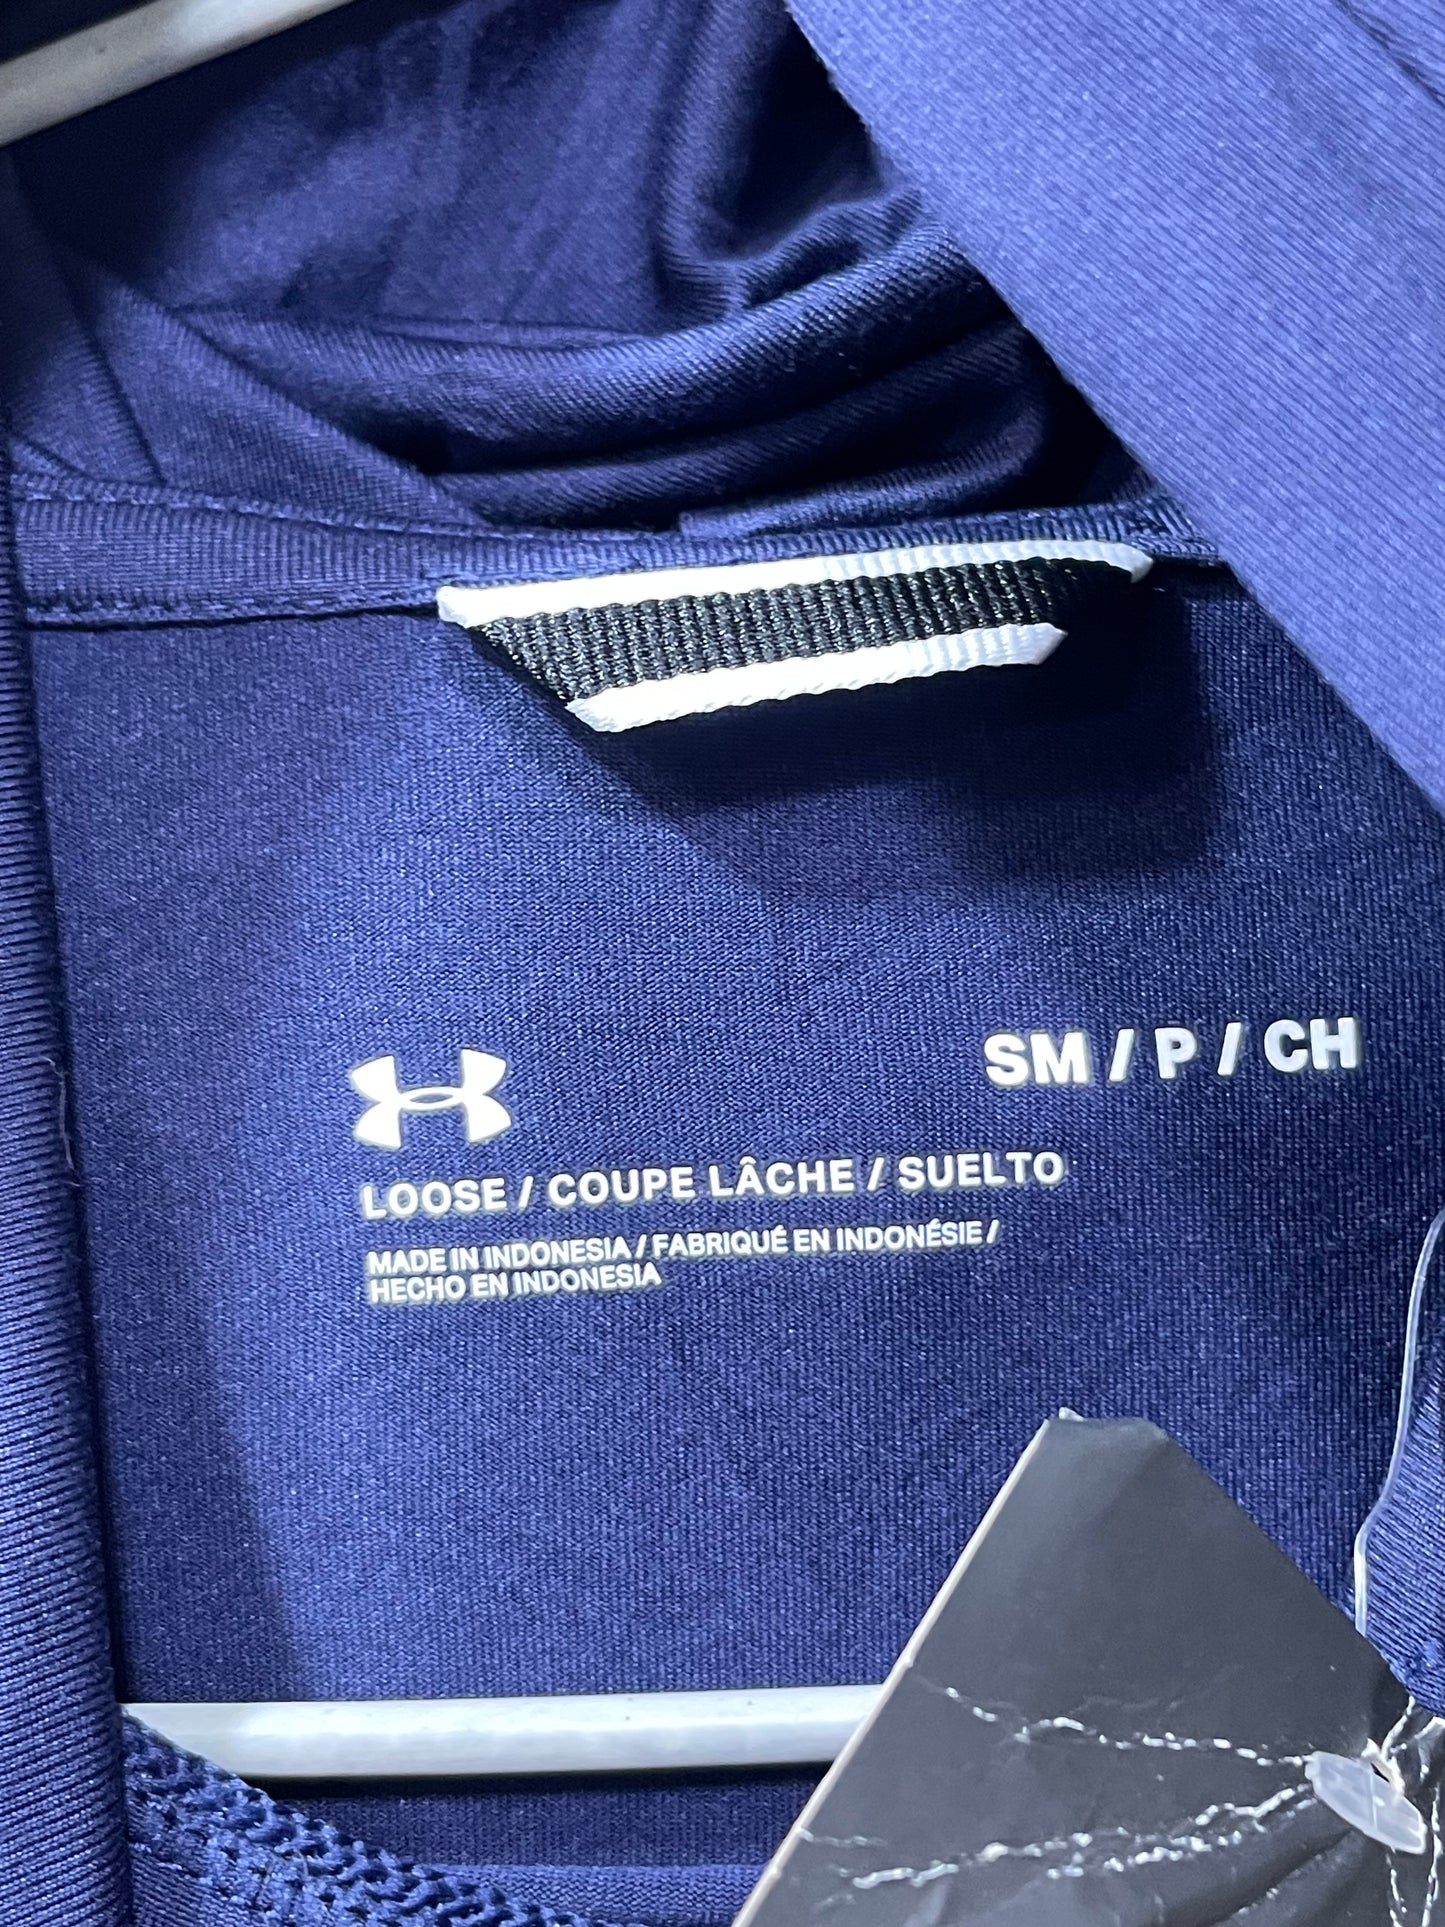 SM / P / CH
LOOSE / COUPE LÂCHE / SUELTO
MADE IN INDONESIA / FABRIQUÉ EN INDONÉSIE /
HECHO EN INDONESIA